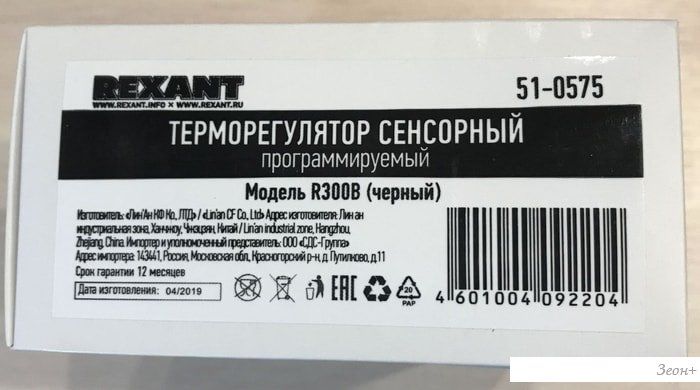 REXANT
WWW.REXANT.INFO × WWW.REXANT.RU
51-0575
ТЕРМОРЕГУЛЯТОР СЕНСОРНЫЙ
программируемый
Модель R300B (черный)
Изготовитель: «Лин'Ан КФ Ко., ЛТД» / «Lin'an CF Co., Ltd» Адрес изготовителя: Лин ан
индустриальная зона, Ханчжоу, Чжэцзян, Китай / Lin'an industrial zone, Hangzhou,
Zhejiang, China. Импортер и уполномоченный представитель: ООО «СДС-Группа»
Адрес импортера: 143441, Россия, Московская обл., Красногорский р-н, д. Путилково, д.11
Срок гарантии 12 месяцев
Дата изготовления: 04/2019
EAC
20
PAP
4 601004 092204
Зеон+